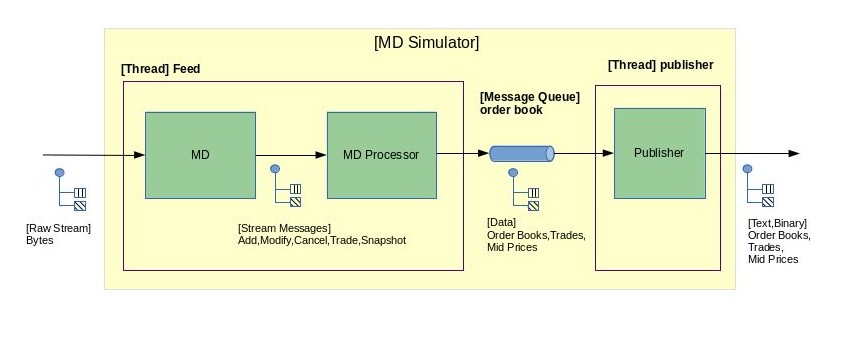 [MD Simulator]
[Thread] Feed
[Thread] publisher
[Message Queue]
order book
MD
MD Processor
Publisher
[Raw Stream]
Bytes
[Stream Messages]
Add,Modify,Cancel,Trade,Snapshot
[Data]
Order Books,Trades,
Mid Prices
[Text,Binary]
Order Books,
Trades,
Mid Prices